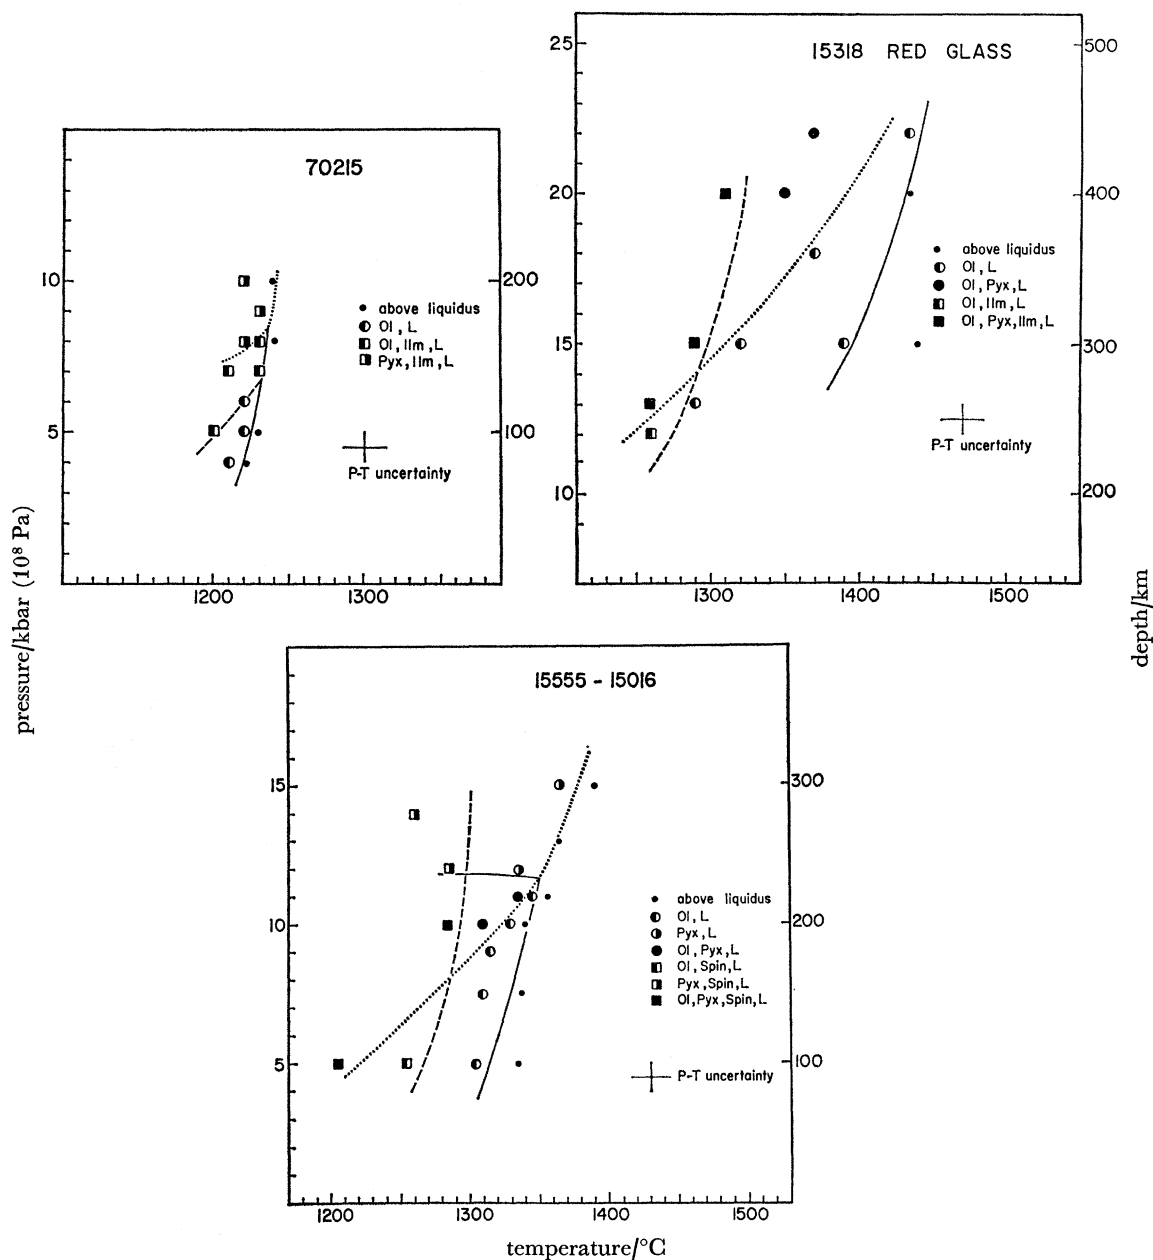 70215
10
5
200
100
above liquidus
Ol, L
Ol, Ilm, L
Pyx, Ilm, L
P-T uncertainty
1200
1300
15318 RED GLASS
25
20
15
10
500
400
300
200
above liquidus
Ol, L
Ol, Pyx, L
Ol, Ilm, L
Ol, Pyx, Ilm, L
P-T uncertainty
1300
1400
1500
pressure/kbar (10⁸ Pa)
depth/km
15555 - 15016
15
10
5
300
200
100
above liquidus
Ol, L
Pyx, L
Ol, Pyx, L
Ol, Spin, L
Pyx, Spin, L
Ol, Pyx, Spin, L
P-T uncertainty
1200
1300
1400
1500
temperature/°C